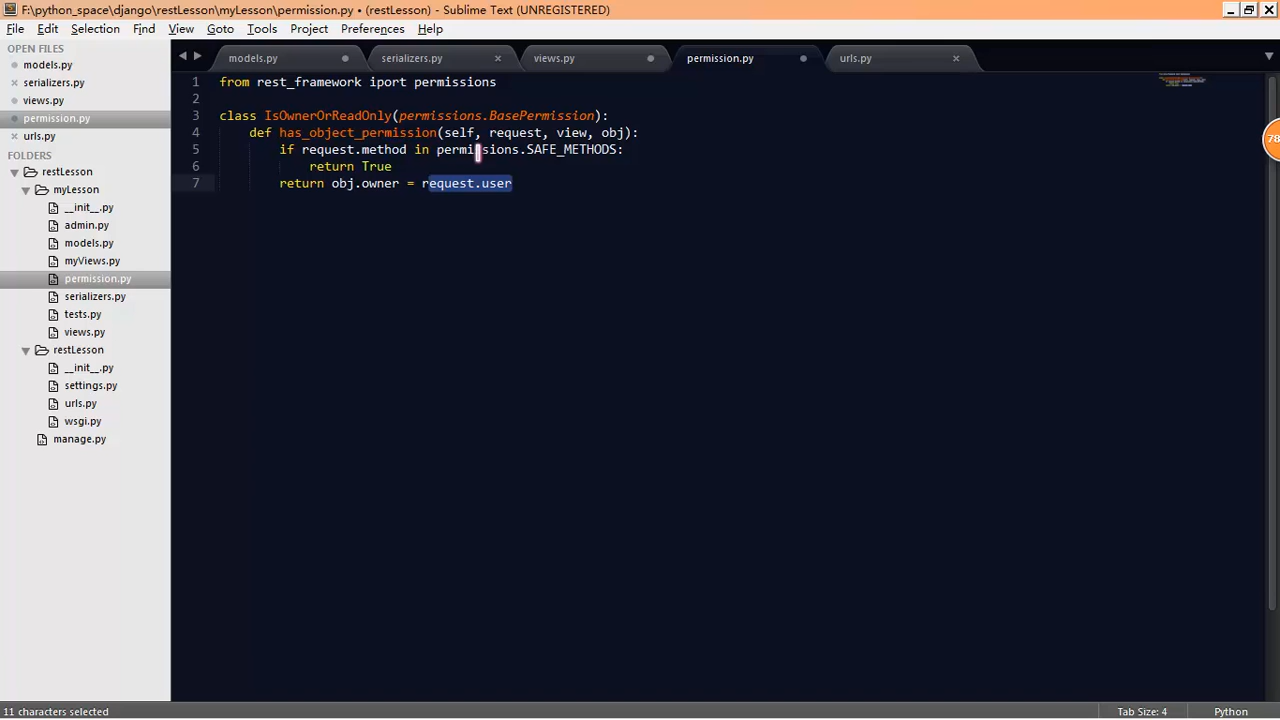 F:\python_space\django\restLesson\myLesson\permission.py • (restLesson) - Sublime Text (UNREGISTERED)
File Edit Selection Find View Goto Tools Project Preferences Help
OPEN FILES
models.py
serializers.py
views.py
permission.py
urls.py
FOLDERS
restLesson
myLesson
__init__.py
admin.py
models.py
myViews.py
permission.py
serializers.py
tests.py
views.py
restLesson
__init__.py
settings.py
urls.py
wsgi.py
manage.py
models.py serializers.py views.py permission.py urls.py
1 from rest_framework iport permissions
2
3 class IsOwnerOrReadOnly(permissions.BasePermission):
4 def has_object_permission(self, request, view, obj):
5 if request.method in permissions.SAFE_METHODS:
6 return True
7 return obj.owner = request.user
78
11 characters selected Tab Size: 4 Python